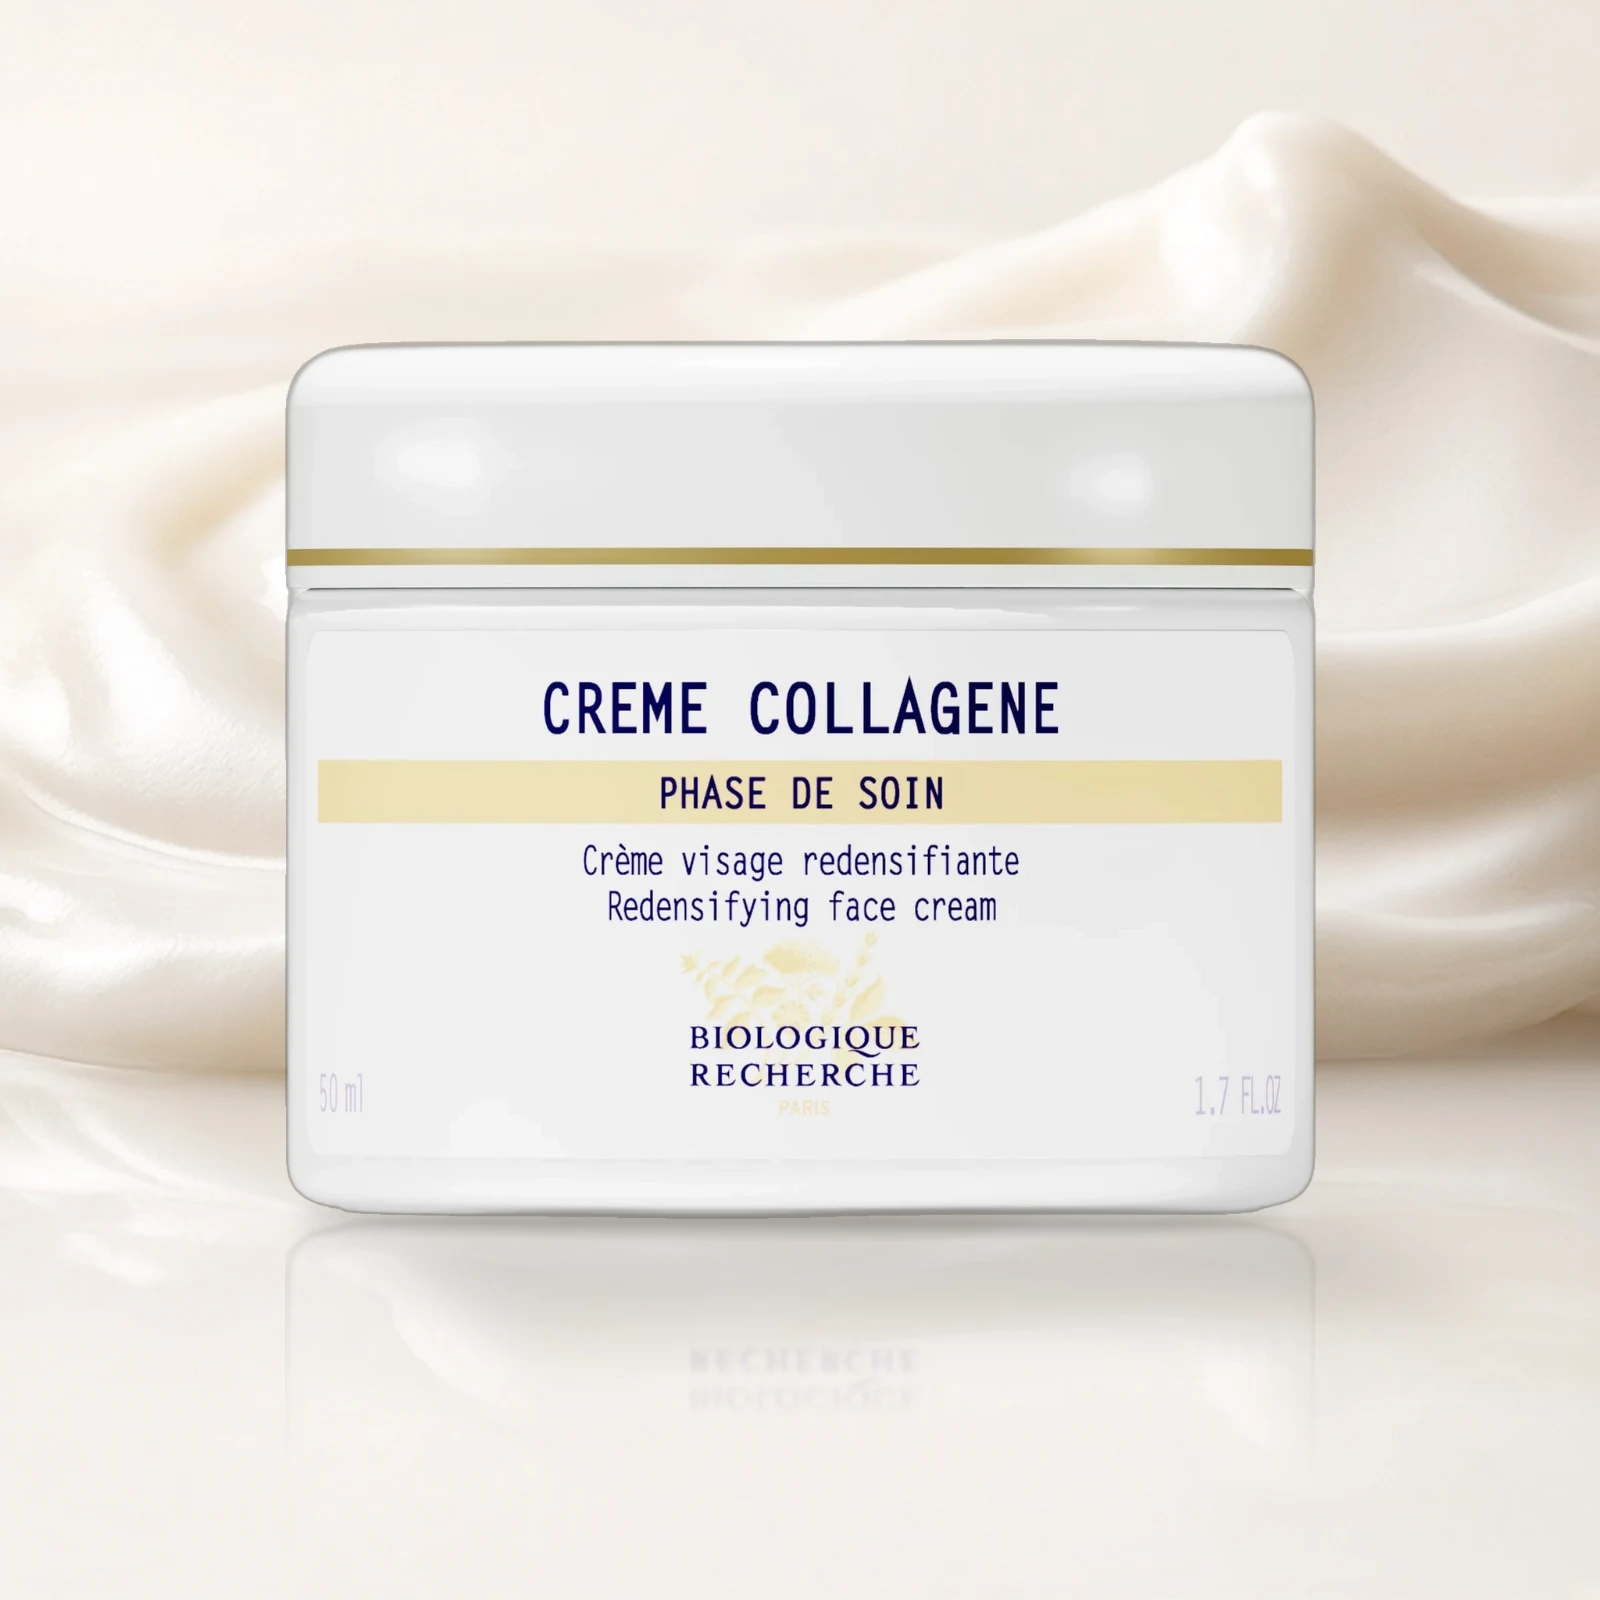 CREME COLLAGENE
PHASE DE SOIN
Crème visage redensifiante
Redensifying face cream
BIOLOGIQUE
RECHERCHE
PARIS
50 ml
1.7 FL.OZ